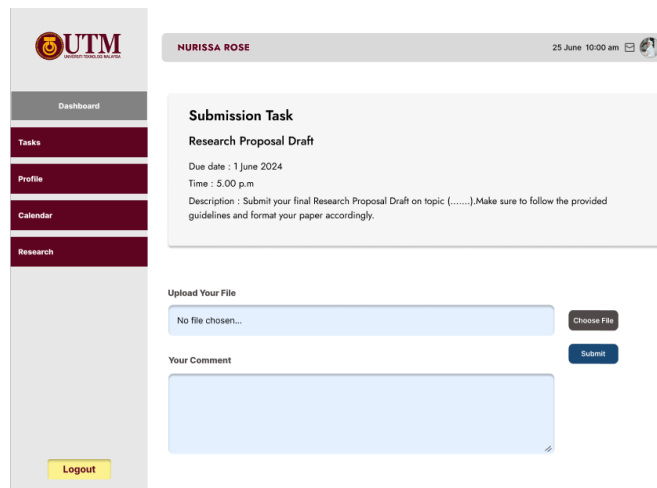 UTM
UNIVERSITI TEKNOLOGI MALAYSIA
NURISSA ROSE
25 June 10:00 am
Dashboard
Tasks
Profile
Calendar
Research
Logout
Submission Task
Research Proposal Draft
Due date : 1 June 2024
Time : 5.00 p.m
Description : Submit your final Research Proposal Draft on topic (.......).Make sure to follow the provided
guidelines and format your paper accordingly.
Upload Your File
No file chosen...
Choose File
Submit
Your Comment